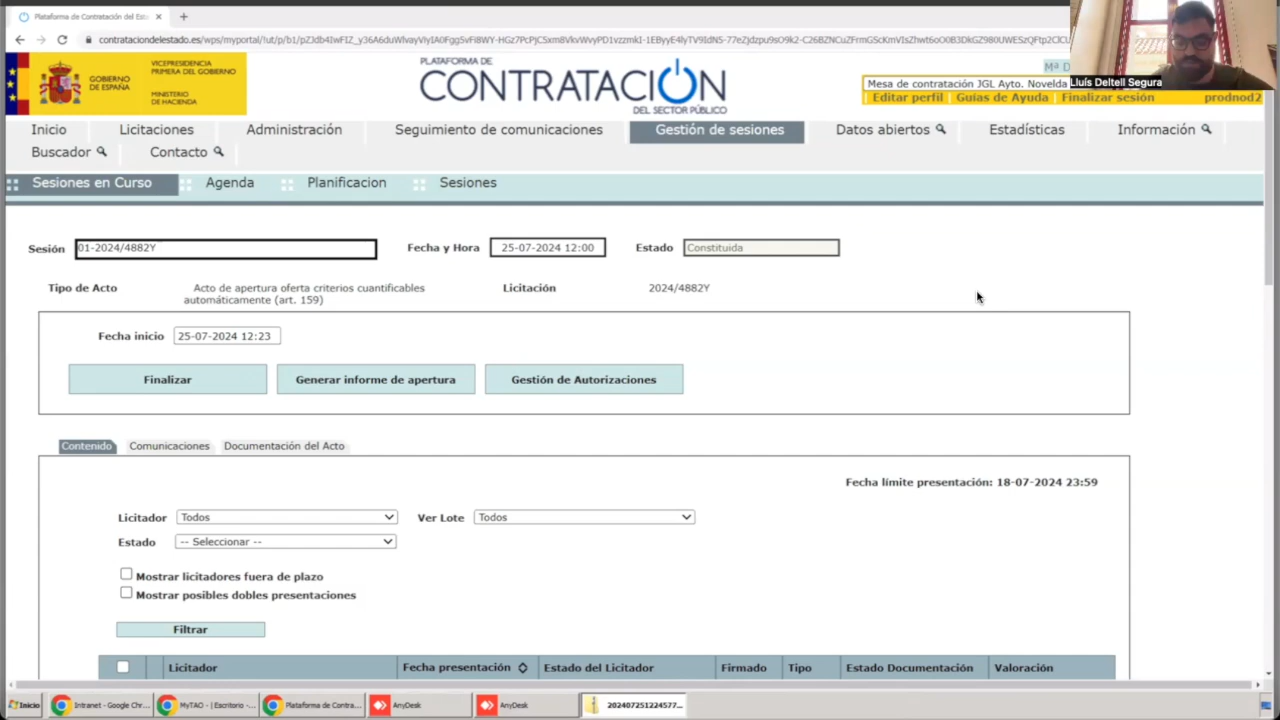 Plataforma de Contratación del Esta
contrataciondelestado.es/wps/myportal/
GOBIERNO
DE ESPAÑA
VICEPRESIDENCIA
PRIMERA DEL GOBIERNO
MINISTERIO
DE HACIENDA
PLATAFORMA DE
CONTRATACIÓN
DEL SECTOR PÚBLICO
Mª D
Mesa de contratación JGL Ayto. Novelda
Lluís Deltell Segura
Editar perfil Guías de Ayuda Finalizar sesión prodnod2
Inicio Licitaciones Administración Seguimiento de comunicaciones Gestión de sesiones Datos abiertos Estadísticas Información
Buscador Contacto
Sesiones en Curso Agenda Planificacion Sesiones
Sesión 01-2024/4882Y Fecha y Hora 25-07-2024 12:00 Estado Constituida
Tipo de Acto Acto de apertura oferta criterios cuantificables Licitación 2024/4882Y
automáticamente (art. 159)
Fecha inicio 25-07-2024 12:23
Finalizar Generar informe de apertura Gestión de Autorizaciones
Contenido Comunicaciones Documentación del Acto
Fecha límite presentación: 18-07-2024 23:59
Licitador Todos Ver Lote Todos
Estado -- Seleccionar --
Mostrar licitadores fuera de plazo
Mostrar posibles dobles presentaciones
Filtrar
Licitador Fecha presentación Estado del Licitador Firmado Tipo Estado Documentación Valoración
Inicio Intranet - Google Chr... MyTAO - ( Escritorio -... Plataforma de Contra... AnyDesk AnyDesk 202407251224577...